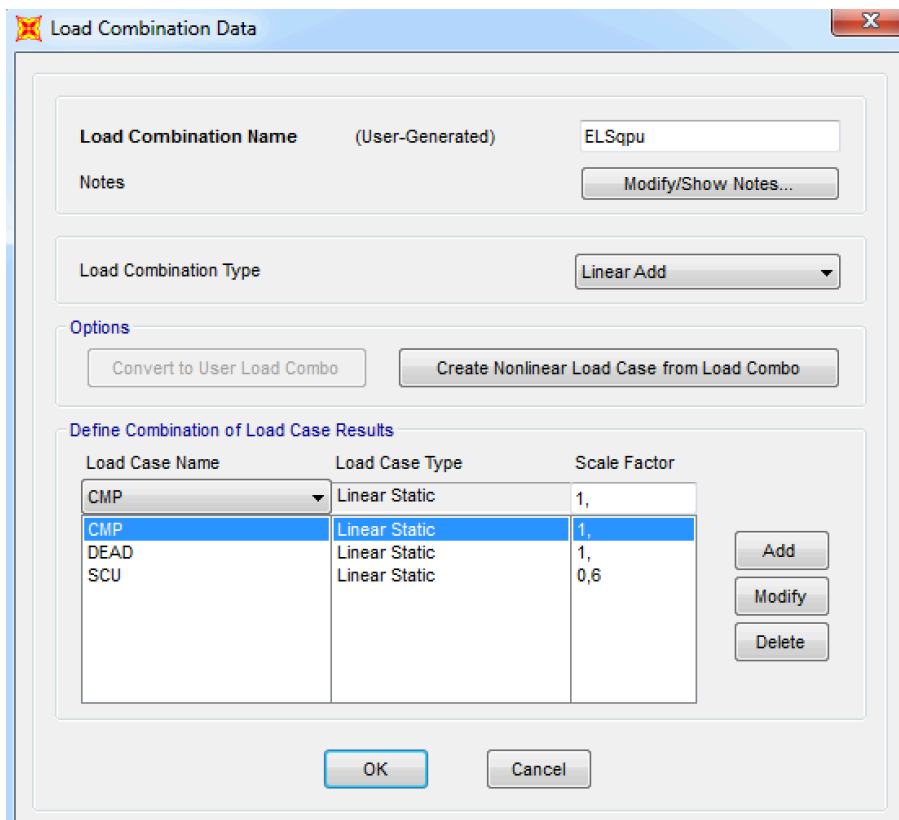 Load Combination Data
X
Load Combination Name (User-Generated) ELSqpu
Notes Modify/Show Notes...
Load Combination Type Linear Add
Options
Convert to User Load Combo Create Nonlinear Load Case from Load Combo
Define Combination of Load Case Results
Load Case Name Load Case Type Scale Factor
CMP Linear Static 1,
CMP Linear Static 1,
DEAD Linear Static 1,
SCU Linear Static 0,6
Add
Modify
Delete
OK Cancel